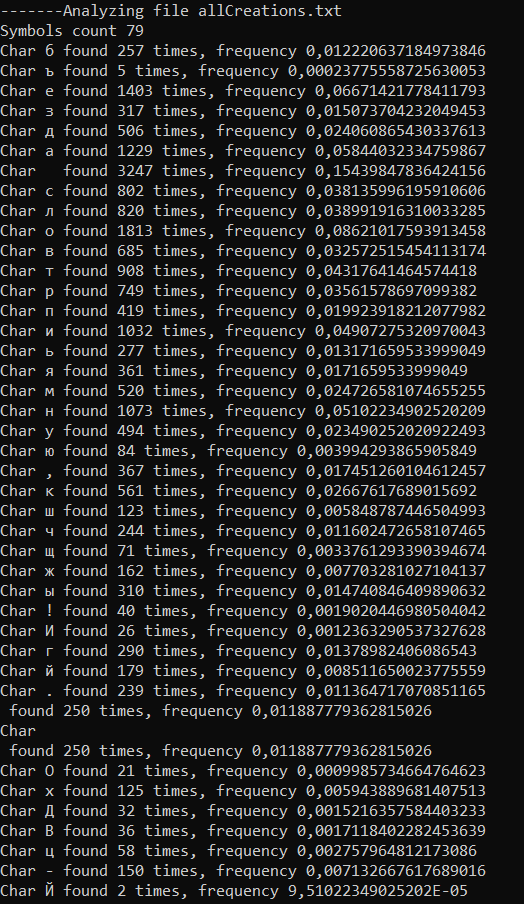 -------Analyzing file allCreations.txt
Symbols count 79
Char б found 257 times, frequency 0,012220637184973846
Char ъ found 5 times, frequency 0,00023775558725630053
Char е found 1403 times, frequency 0,06671421778411793
Char з found 317 times, frequency 0,015073704232049453
Char д found 506 times, frequency 0,024060865430337613
Char а found 1229 times, frequency 0,05844032334759867
Char   found 3247 times, frequency 0,15439847836424156
Char с found 802 times, frequency 0,038135996195910606
Char л found 820 times, frequency 0,038991916310033285
Char о found 1813 times, frequency 0,08621017593913458
Char в found 685 times, frequency 0,032572515454113174
Char т found 908 times, frequency 0,04317641464574418
Char р found 749 times, frequency 0,03561578697099382
Char п found 419 times, frequency 0,019923918212077982
Char и found 1032 times, frequency 0,04907275320970043
Char ь found 277 times, frequency 0,013171659533999049
Char я found 361 times, frequency 0,0171659533999049
Char м found 520 times, frequency 0,024726581074655255
Char н found 1073 times, frequency 0,05102234902520209
Char у found 494 times, frequency 0,023490252020922493
Char ю found 84 times, frequency 0,003994293865905849
Char , found 367 times, frequency 0,017451260104612457
Char к found 561 times, frequency 0,02667617689015692
Char ш found 123 times, frequency 0,005848787446504993
Char ч found 244 times, frequency 0,011602472658107465
Char щ found 71 times, frequency 0,0033761293390394674
Char ж found 162 times, frequency 0,007703281027104137
Char ы found 310 times, frequency 0,014740846409890632
Char ! found 40 times, frequency 0,0019020446980504042
Char И found 26 times, frequency 0,0012363290537327628
Char г found 290 times, frequency 0,01378982406086543
Char й found 179 times, frequency 0,008511650023775559
Char . found 239 times, frequency 0,011364717070851165
found 250 times, frequency 0,011887779362815026
Char
found 250 times, frequency 0,011887779362815026
Char О found 21 times, frequency 0,0009985734664764623
Char х found 125 times, frequency 0,005943889681407513
Char Д found 32 times, frequency 0,0015216357584403233
Char В found 36 times, frequency 0,0017118402282453639
Char ц found 58 times, frequency 0,002757964812173086
Char - found 150 times, frequency 0,007132667617689016
Char Й found 2 times, frequency 9,51022349025202E-05